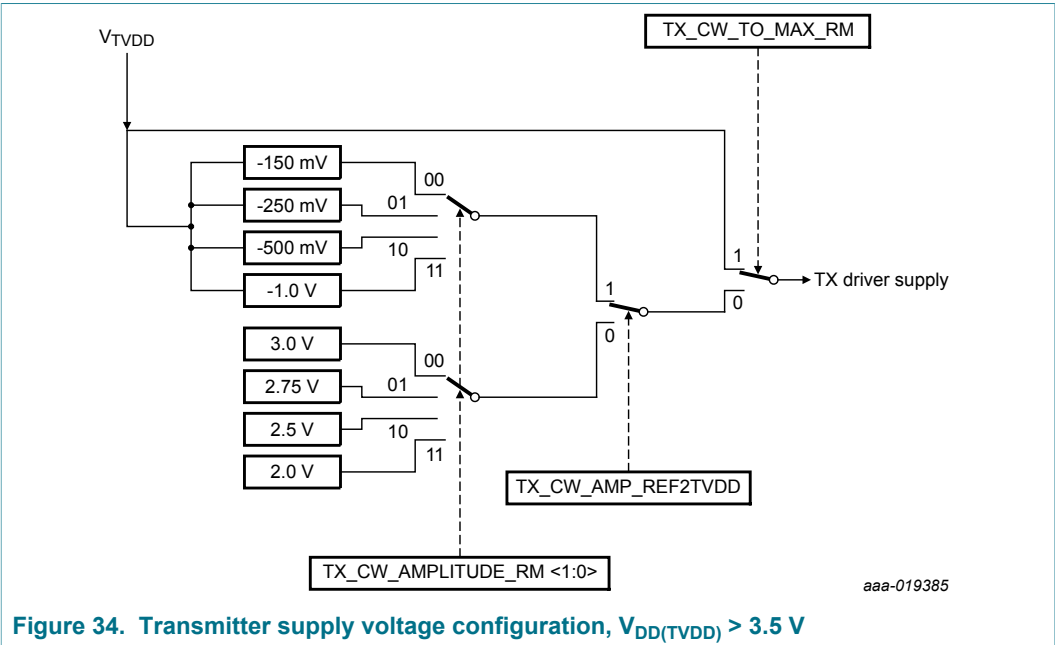 VTVDD
TX_CW_TO_MAX_RM
-150 mV
-250 mV
-500 mV
-1.0 V
00
01
10
11
3.0 V
2.75 V
2.5 V
2.0 V
00
01
10
11
1
0
1
0
TX driver supply
TX_CW_AMP_REF2TVDD
TX_CW_AMPLITUDE_RM <1:0>
aaa-019385
Figure 34. Transmitter supply voltage configuration, VDD(TVDD) > 3.5 V